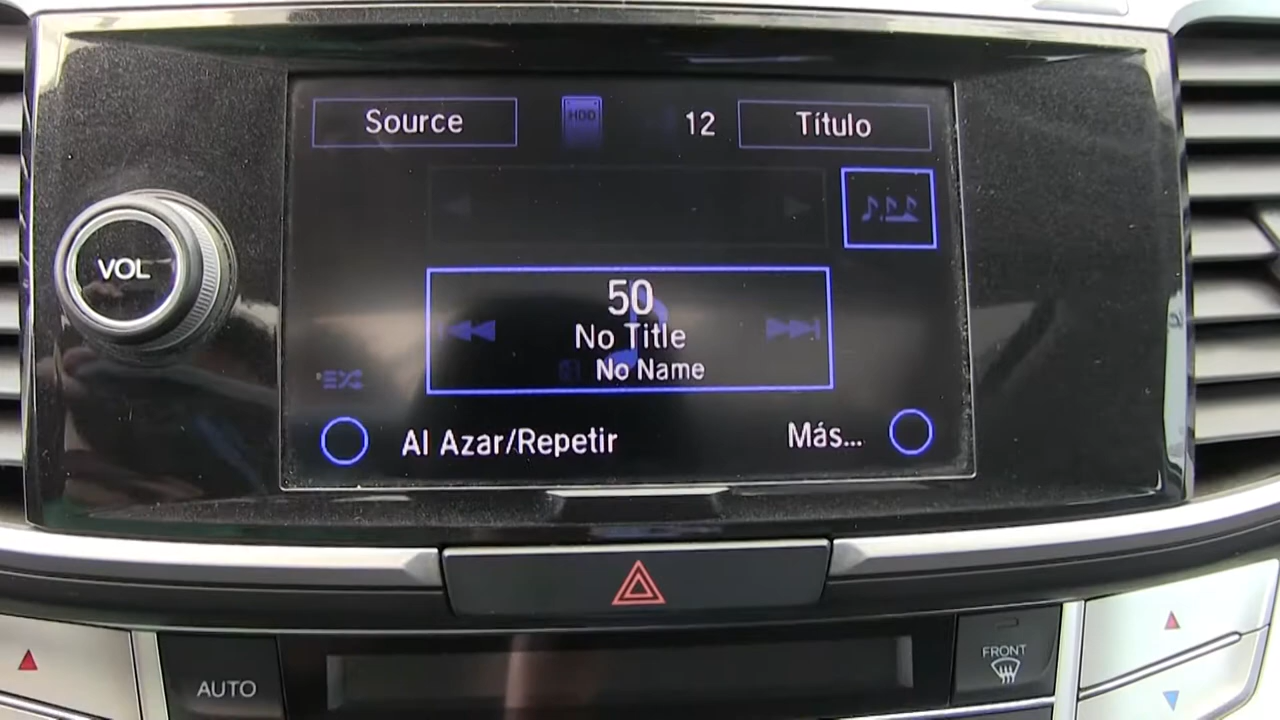 Source
HDD
12
Título
VOL
50
No Title
No Name
Al Azar/Repetir
Más...
AUTO
FRONT